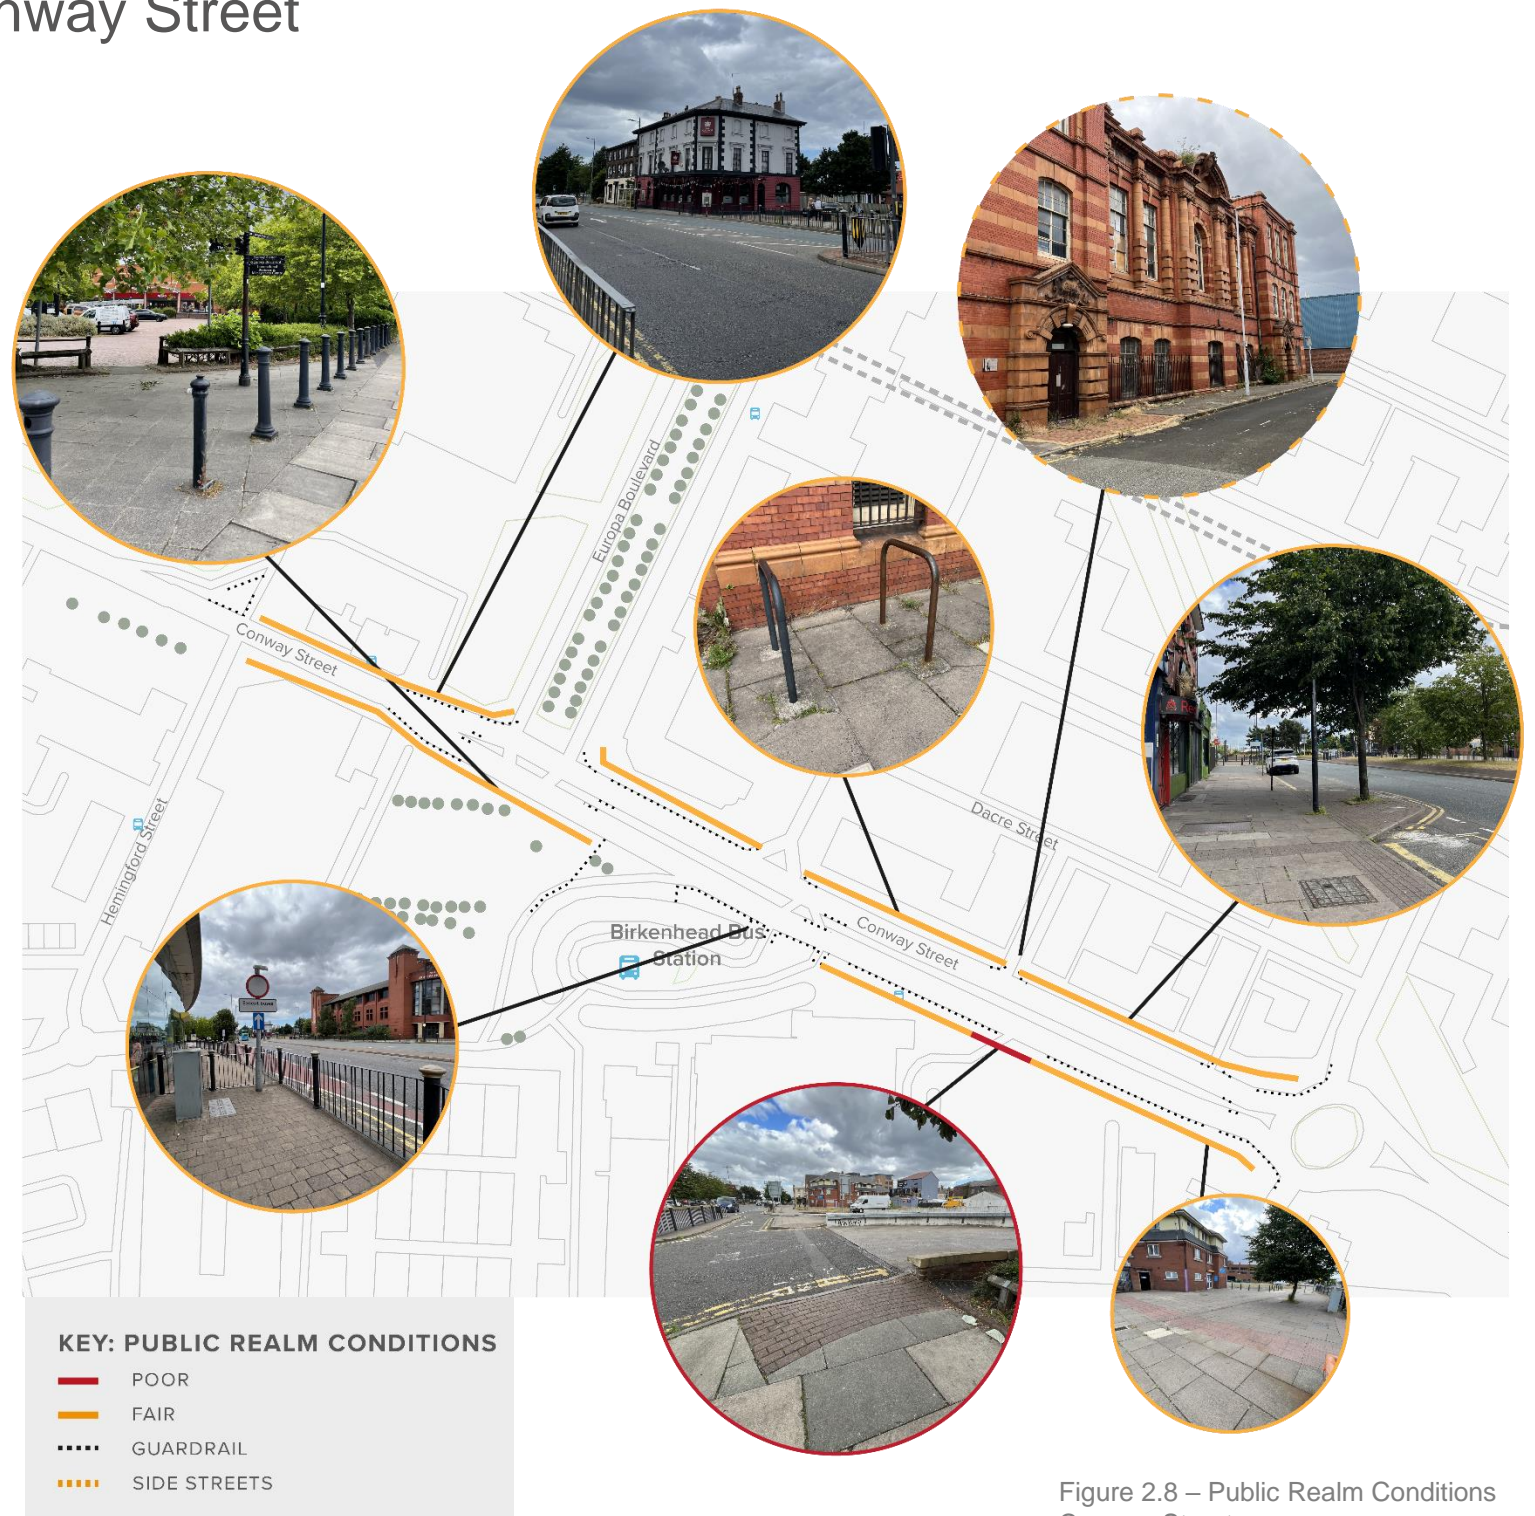 nway Street
Europa Boulevard
Conway Street
Hemingford Street
Dacre Street
Birkenhead Bus
Station
Conway Street
KEY: PUBLIC REALM CONDITIONS
POOR
FAIR
GUARDRAIL
SIDE STREETS
Figure 2.8 – Public Realm Conditions